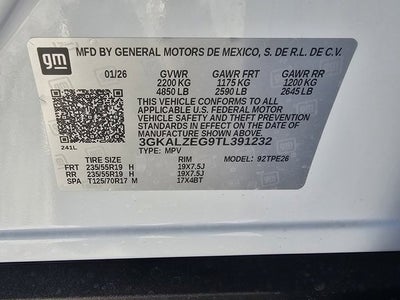 gm
MFD BY GENERAL MOTORS DE MEXICO, S. DE R.L. DE C.V.
01/26 GVWR GAWR FRT GAWR RR
2200 KG 1175 KG 1200 KG
4850 LB 2590 LB 2645 LB
THIS VEHICLE CONFORMS TO ALL
APPLICABLE U.S. FEDERAL MOTOR
VEHICLE SAFETY AND THEFT
PREVENTION STANDARDS IN EFFECT
ON THE DATE OF MANUFACTURE
SHOWN ABOVE.
3GKALZEG9TL391232
241L TYPE: MPV MODEL: 92TPE26
TIRE SIZE RIM
FRT 235/55R19 H 19X7.5J
RR 235/55R19 H 19X7.5J
SPA T125/70R17 M 17X4BT